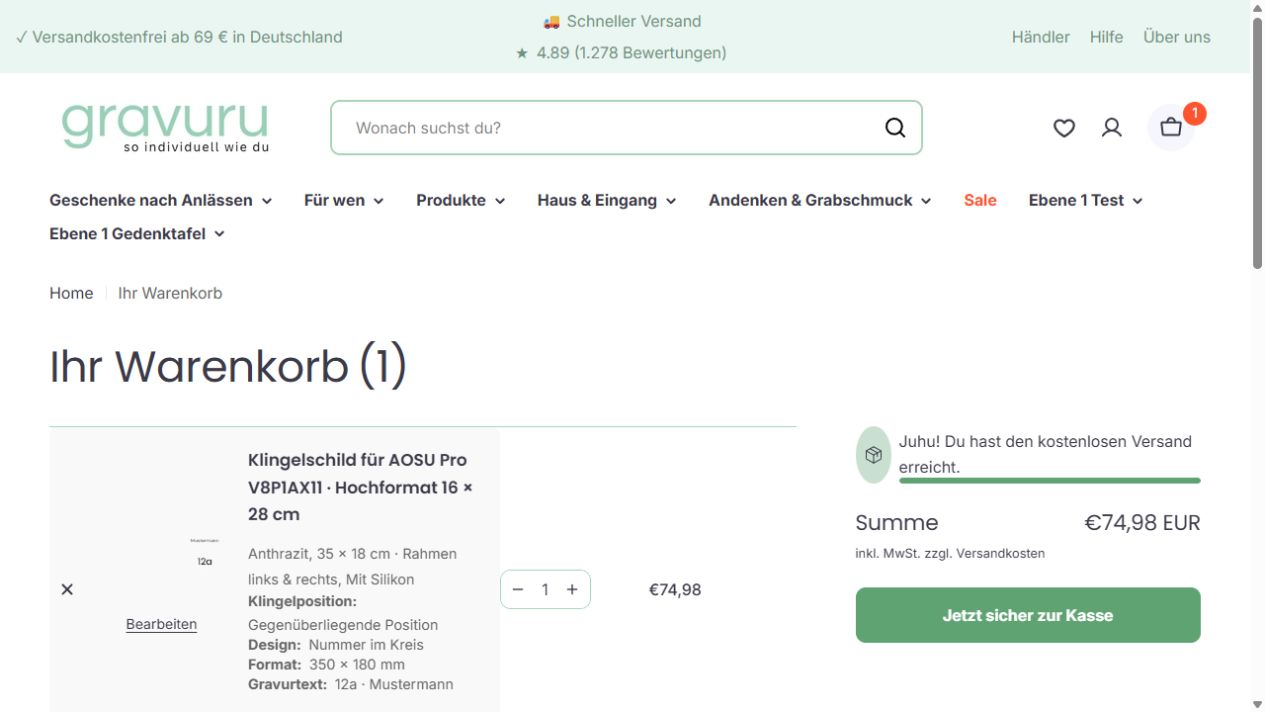 ✓ Versandkostenfrei ab 69 € in Deutschland
🚚 Schneller Versand
★ 4.89 (1.278 Bewertungen)
Händler Hilfe Über uns
gravuru
so individuell wie du
Wonach suchst du?
1
Geschenke nach Anlässen Für wen Produkte Haus & Eingang Andenken & Grabschmuck Sale Ebene 1 Test
Ebene 1 Gedenktafel
Home Ihr Warenkorb
Ihr Warenkorb (1)
Mustermann
12a
Bearbeiten
Klingelschild für AOSU Pro
V8P1AX11 · Hochformat 16 ×
28 cm
Anthrazit, 35 × 18 cm · Rahmen
links & rechts, Mit Silikon
Klingelposition:
Gegenüberliegende Position
Design: Nummer im Kreis
Format: 350 × 180 mm
Gravurtext: 12a · Mustermann
− 1 +
€74,98
Juhu! Du hast den kostenlosen Versand
erreicht.
Summe €74,98 EUR
inkl. MwSt. zzgl. Versandkosten
Jetzt sicher zur Kasse